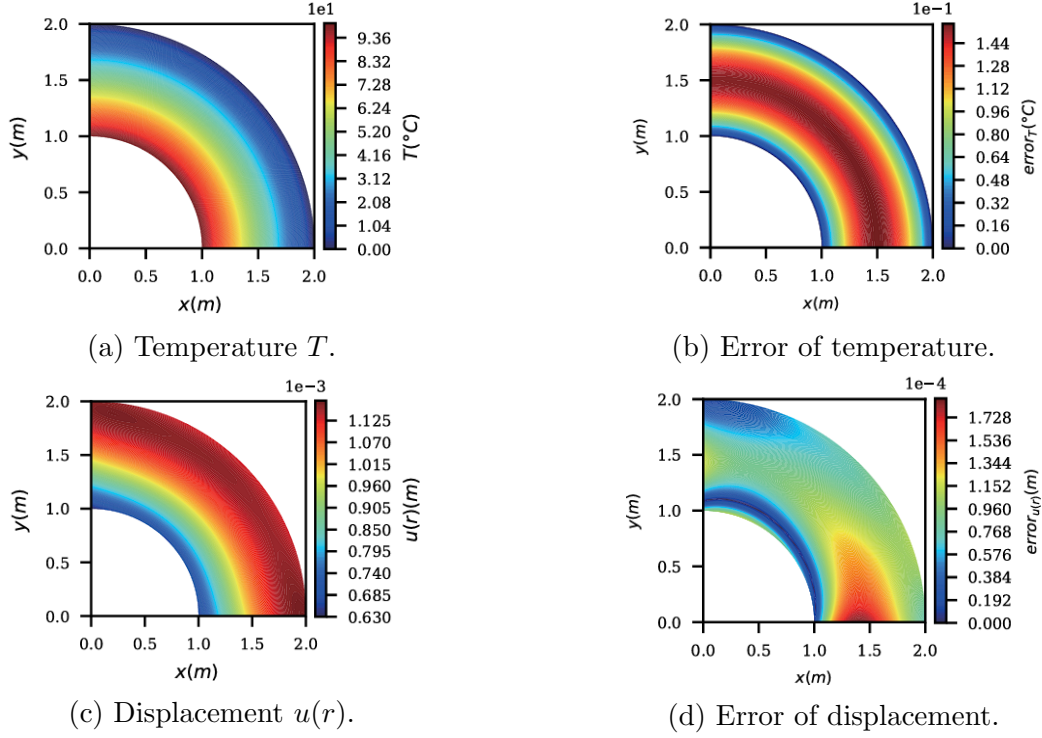 1e1
2.0
1.5
1.0
0.5
0.0
y(m)
0.0 0.5 1.0 1.5 2.0
x(m)
9.36
8.32
7.28
6.24
5.20
4.16
3.12
2.08
1.04
0.00
T(°C)
(a) Temperature T.
1e−1
2.0
1.5
1.0
0.5
0.0
y(m)
0.0 0.5 1.0 1.5 2.0
x(m)
1.44
1.28
1.12
0.96
0.80
0.64
0.48
0.32
0.16
0.00
error_T(°C)
(b) Error of temperature.
1e−3
2.0
1.5
1.0
0.5
0.0
y(m)
0.0 0.5 1.0 1.5 2.0
x(m)
1.125
1.070
1.015
0.960
0.905
0.850
0.795
0.740
0.685
0.630
u(r)(m)
(c) Displacement u(r).
1e−4
2.0
1.5
1.0
0.5
0.0
y(m)
0.0 0.5 1.0 1.5 2.0
x(m)
1.728
1.536
1.344
1.152
0.960
0.768
0.576
0.384
0.192
0.000
error_u(r)(m)
(d) Error of displacement.